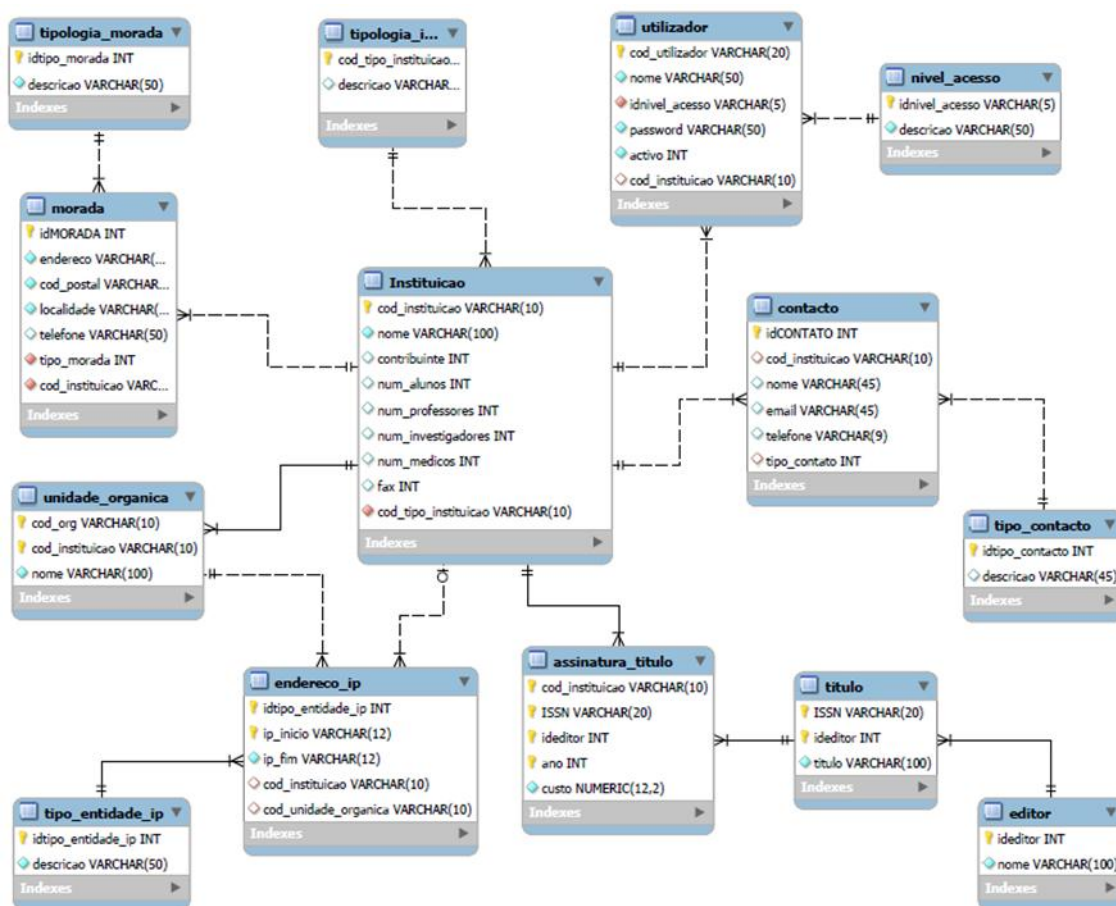 tipologia_morada
idtipo_morada INT
descricao VARCHAR(50)
Indexes
tipologia_i...
cod_tipo_instituicao...
descricao VARCHAR...
Indexes
utilizador
cod_utilizador VARCHAR(20)
nome VARCHAR(50)
idnivel_acesso VARCHAR(5)
password VARCHAR(50)
activo INT
cod_instituicao VARCHAR(10)
Indexes
nivel_acesso
idnivel_acesso VARCHAR(5)
descricao VARCHAR(50)
Indexes
morada
idMORADA INT
endereco VARCHAR(...
cod_postal VARCHAR...
localidade VARCHAR(...
telefone VARCHAR(50)
tipo_morada INT
cod_instituicao VARC...
Indexes
Instituicao
cod_instituicao VARCHAR(10)
nome VARCHAR(100)
contribuinte INT
num_alunos INT
num_professores INT
num_investigadores INT
num_medicos INT
fax INT
cod_tipo_instituicao VARCHAR(10)
Indexes
contacto
idCONTATO INT
cod_instituicao VARCHAR(10)
nome VARCHAR(45)
email VARCHAR(45)
telefone VARCHAR(9)
tipo_contato INT
Indexes
unidade_organica
cod_org VARCHAR(10)
cod_instituicao VARCHAR(10)
nome VARCHAR(100)
Indexes
tipo_contacto
idtipo_contacto INT
descricao VARCHAR(45)
Indexes
endereco_ip
idtipo_entidade_ip INT
ip_inicio VARCHAR(12)
ip_fim VARCHAR(12)
cod_instituicao VARCHAR(10)
cod_unidade_organica VARCHAR(10)
Indexes
assinatura_titulo
cod_instituicao VARCHAR(10)
ISSN VARCHAR(20)
ideditor INT
ano INT
custo NUMERIC(12,2)
Indexes
titulo
ISSN VARCHAR(20)
ideditor INT
titulo VARCHAR(100)
Indexes
tipo_entidade_ip
idtipo_entidade_ip INT
descricao VARCHAR(50)
Indexes
editor
ideditor INT
nome VARCHAR(100)
Indexes